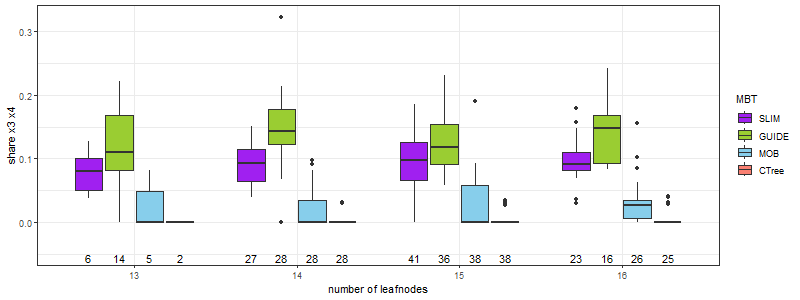 share x3 x4
0.3
0.2
0.1
0.0
6 14 5 2 27 28 28 28 41 36 38 38 23 16 26 25
13 14 15 16
number of leafnodes
MBT
SLIM
GUIDE
MOB
CTree